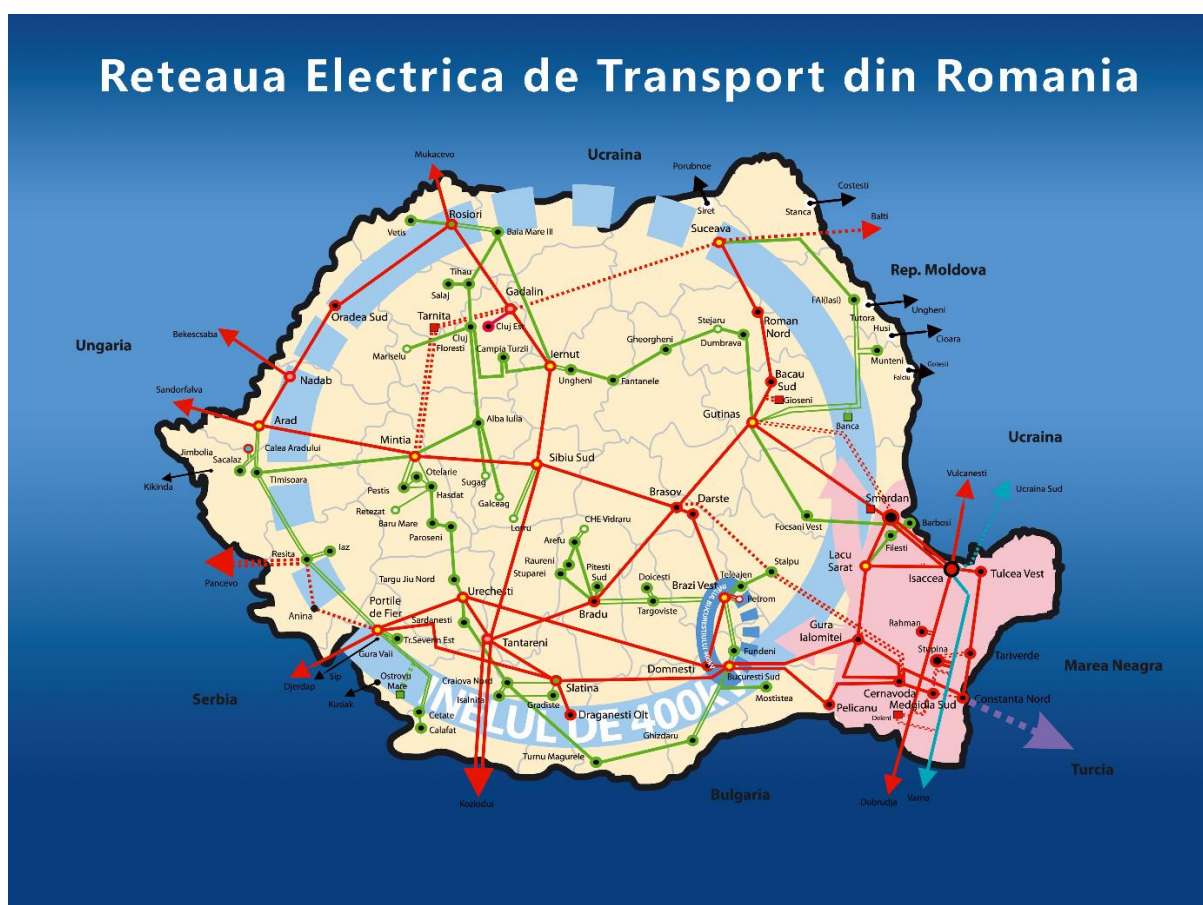 Reteaua Electrica de Transport din Romania
Mukacevo
Ucraina
Porubnoe
Costesti
Siret
Stanca
Balti
Rosiori
Vetis
Baia Mare III
Suceava
Rep. Moldova
Tihau
Salaj
Gadalin
FAI(Iasi)
Tutora
Ungheni
Oradea Sud
Tarnita
Cluj Est
Stejaru
Roman
Nord
Husi
Cioara
Bekescsaba
Ungaria
Mariselu
Cluj
Floresti
Campia Turzii
Iernut
Gheorgheni
Dumbrava
Munteni
Falciu
Gotesti
Nadab
Ungheni
Fantanele
Bacau
Sud
Gioseni
Sandorfalva
Arad
Alba Iulia
Gutinas
Banca
Ucraina
Jimbolia
Calea Aradului
Sacalaz
Mintia
Sibiu Sud
Kikinda
Timisoara
Otelarie
Sugag
Pestis
Hasdat
Galceag
Brasov
Darste
Smardan
Vulcanesti
Ucraina Sud
Retezat
Baru Mare
Lotru
CHE-Vidraru
Focsani Vest
Barbosi
Paroseni
Arefu
Filesti
Resita
Iaz
Raureni
Stuparei
Pitesti
Sud
Doicesti
Brazi Vest
Teleajen
Stalpu
Lacu
Sarat
Isaccea
Tulcea Vest
Pancevo
Targu Jiu Nord
Urechesti
Petrom
Anina
Portile
de Fier
Sardanesti
Bradu
Targoviste
Gura
Ialomitei
Rahman
Tr.Severin Est
Tantareni
Fundeni
Stupina
Tariverde
Gura Vaii
Domnesti
Bucuresti Sud
Marea Neagra
Djerdap
Sip
Ostrovu
Mare
Craiova Nord
Slatina
Mostistea
Cernavoda
Medgidia Sud
Constanta Nord
Serbia
Kusiak
Isalnita
Gradiste
Pelicanu
Deleni
INELUL DE 400K
Draganesti Olt
Cetate
Calafat
Ghizdaru
Turnu Magurele
Turcia
Kozlodui
Bulgaria
Dobrudja
Varna